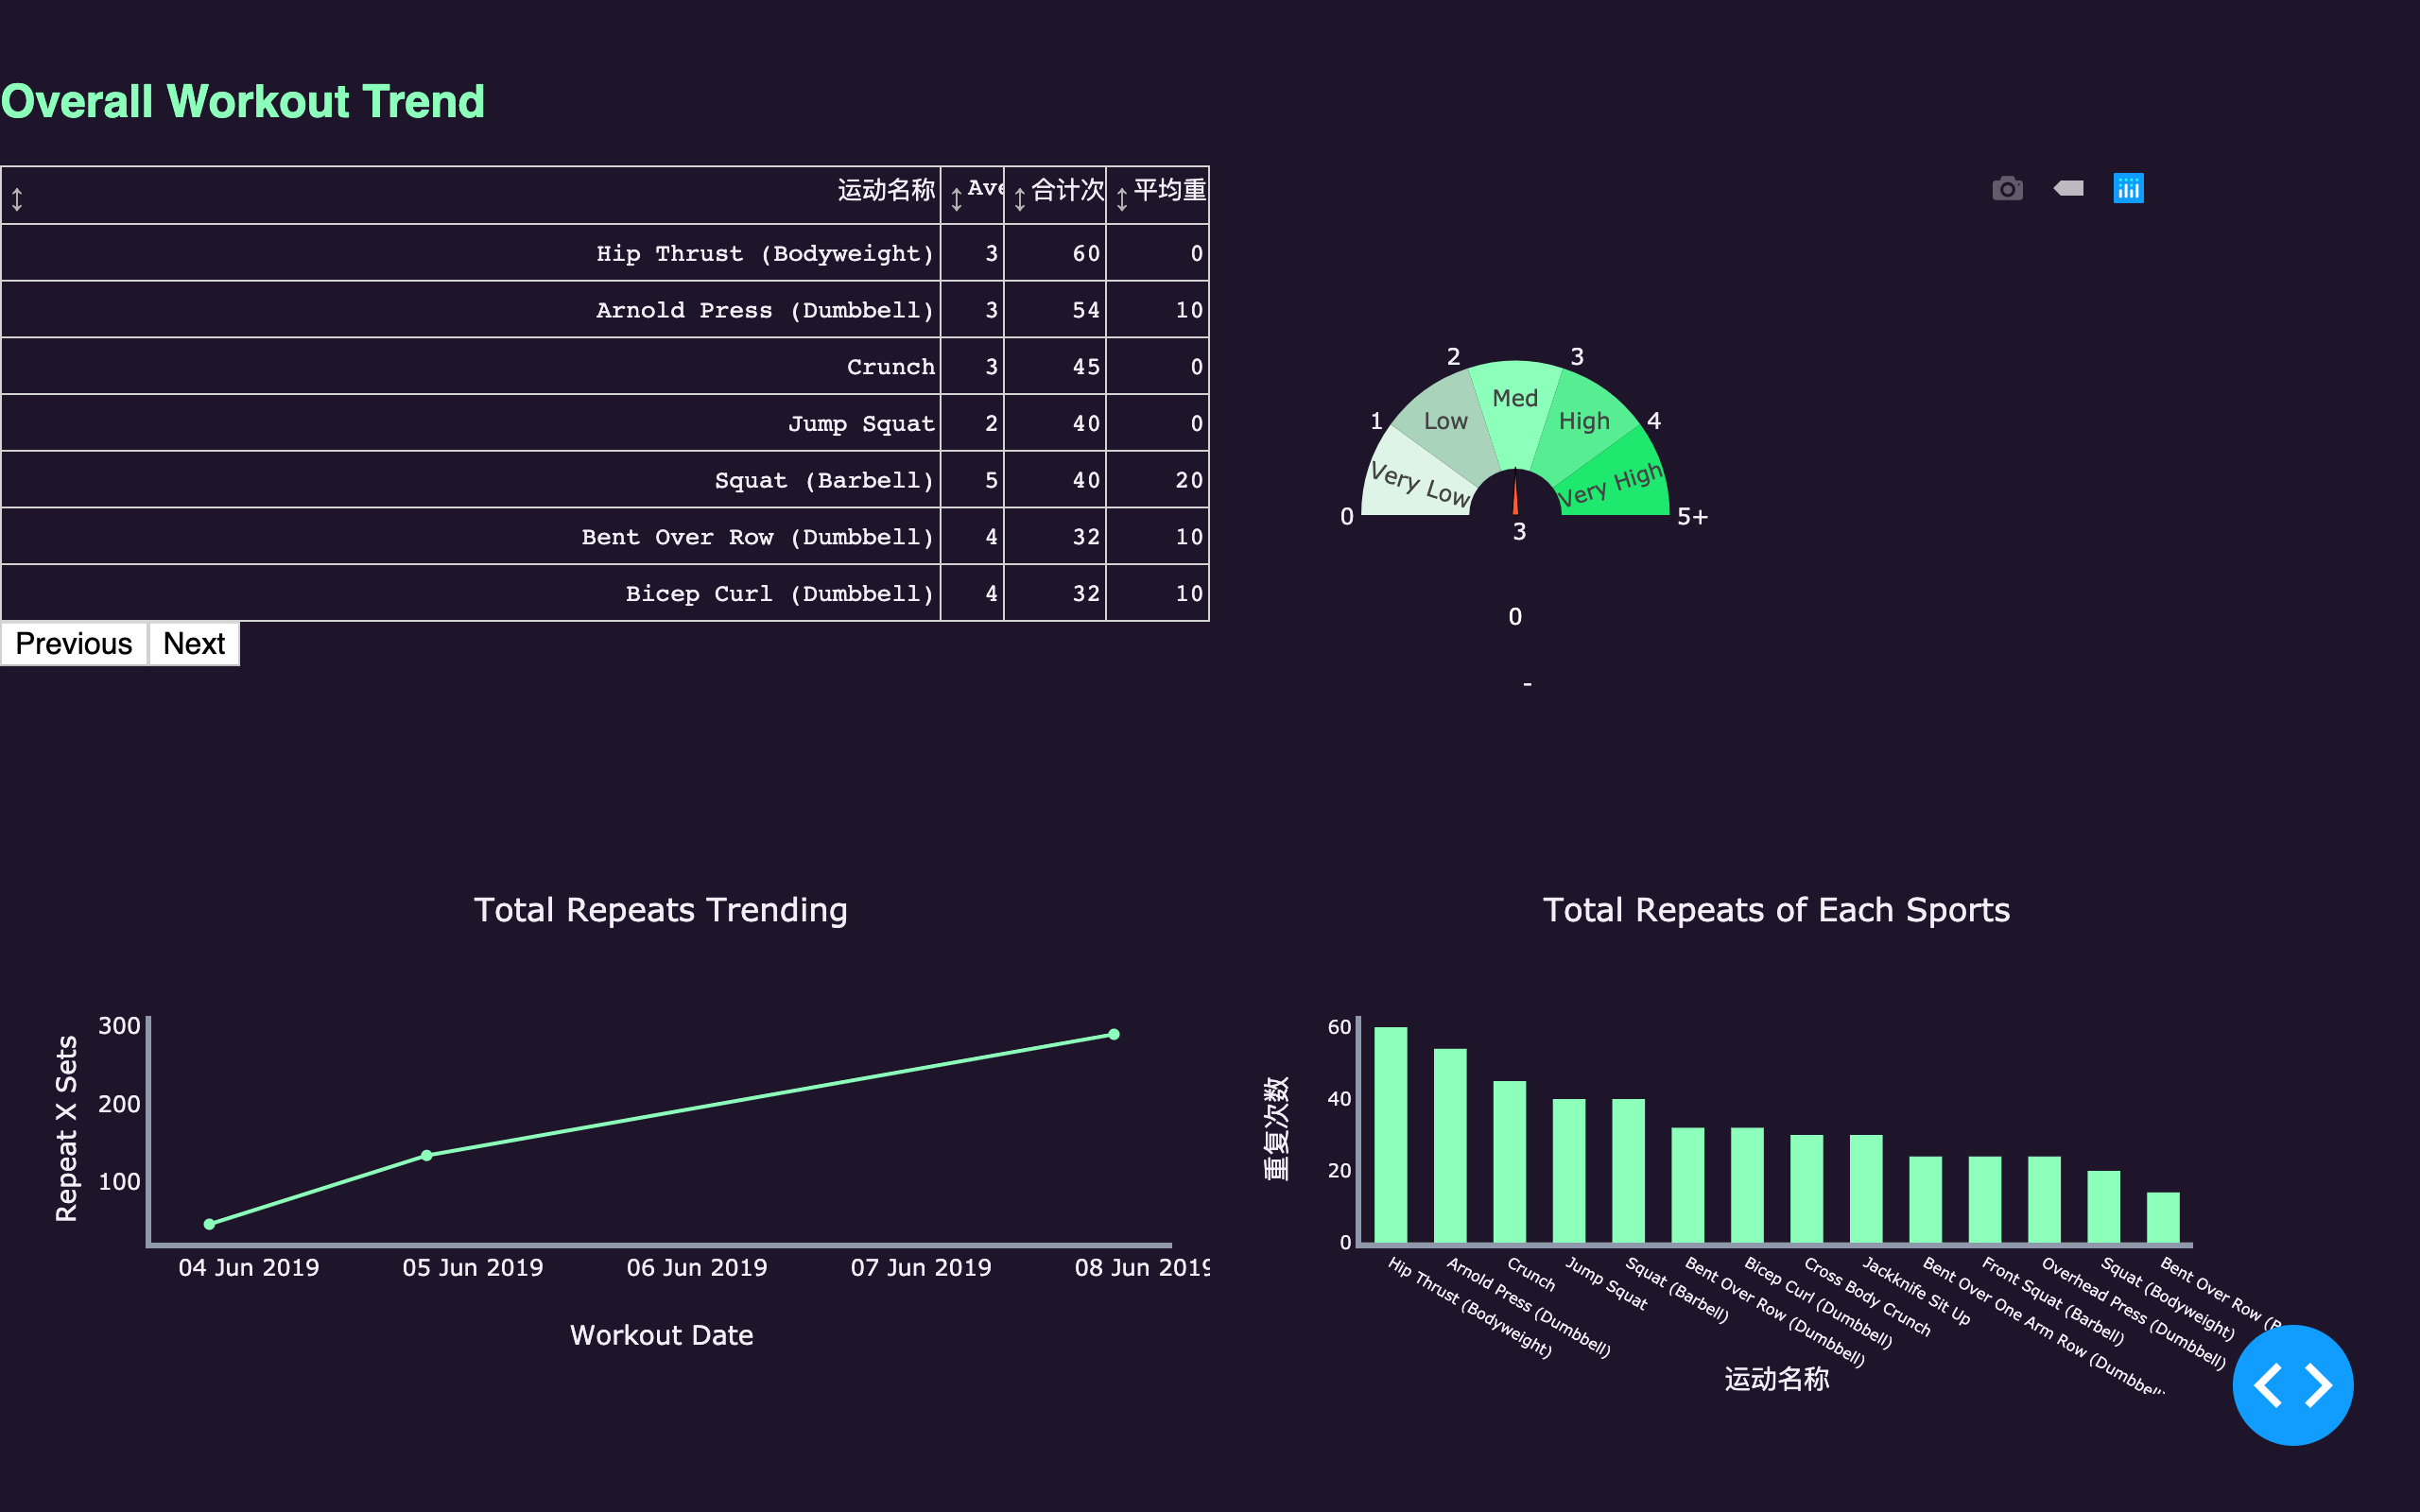 Overall Workout Trend
运动名称 Ave 合计次 平均重
Hip Thrust (Bodyweight) 3 60 0
Arnold Press (Dumbbell) 3 54 10
Crunch 3 45 0
Jump Squat 2 40 0
Squat (Barbell) 5 40 20
Bent Over Row (Dumbbell) 4 32 10
Bicep Curl (Dumbbell) 4 32 10
Previous Next
2 3
Med
1 Low High 4
Very Low Very High
0 5+
3
0
-
Total Repeats Trending
Repeat X Sets
300
200
100
04 Jun 2019 05 Jun 2019 06 Jun 2019 07 Jun 2019 08 Jun 2019
Workout Date
Total Repeats of Each Sports
重复次数
60
40
20
0
Hip Thrust (Bodyweight)
Arnold Press (Dumbbell)
Crunch
Jump Squat
Squat (Barbell)
Bent Over Row (Dumbbell)
Bicep Curl (Dumbbell)
Cross Body Crunch
Jackknife Sit Up
Bent Over One Arm Row (Dumbbell)
Front Squat (Barbell)
Overhead Press (Dumbbell)
Squat (Bodyweight)
Bent Over Row (B
运动名称